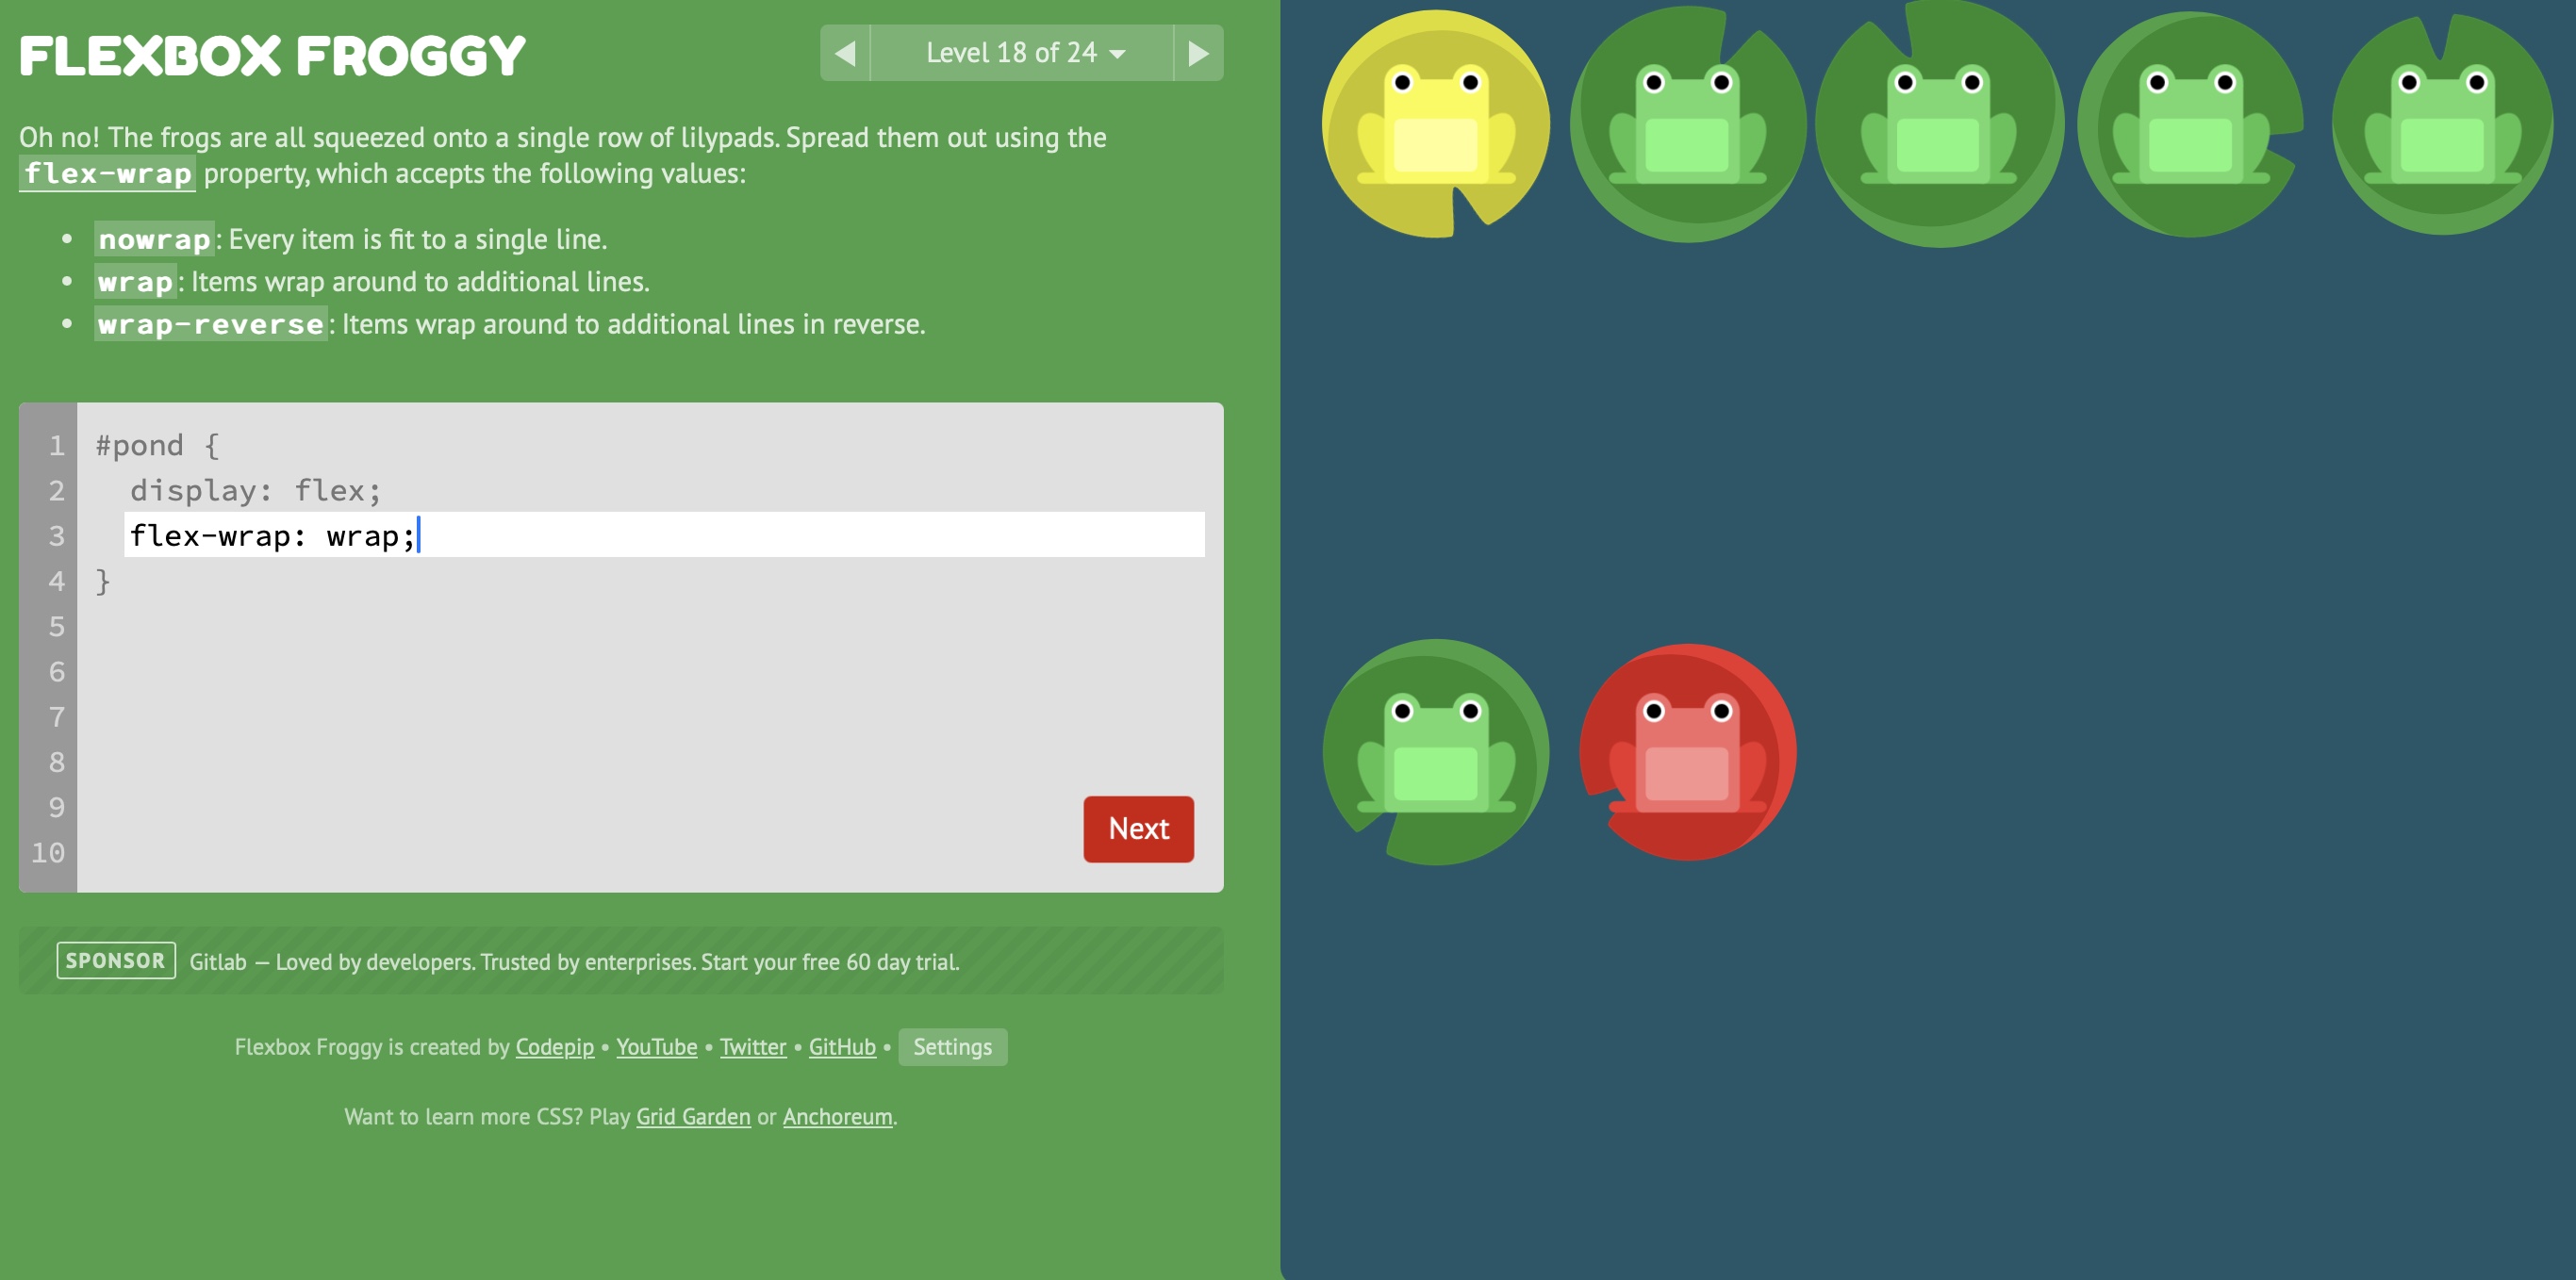 FLEXBOX FROGGY
Level 18 of 24
Oh no! The frogs are all squeezed onto a single row of lilypads. Spread them out using the
flex-wrap property, which accepts the following values:
• nowrap: Every item is fit to a single line.
• wrap: Items wrap around to additional lines.
• wrap-reverse: Items wrap around to additional lines in reverse.
1 #pond {
2 display: flex;
3 flex-wrap: wrap;
4 }
5
6
7
8
9
10
Next
SPONSOR Gitlab — Loved by developers. Trusted by enterprises. Start your free 60 day trial.
Flexbox Froggy is created by Codepip • YouTube • Twitter • GitHub • Settings
Want to learn more CSS? Play Grid Garden or Anchoreum.